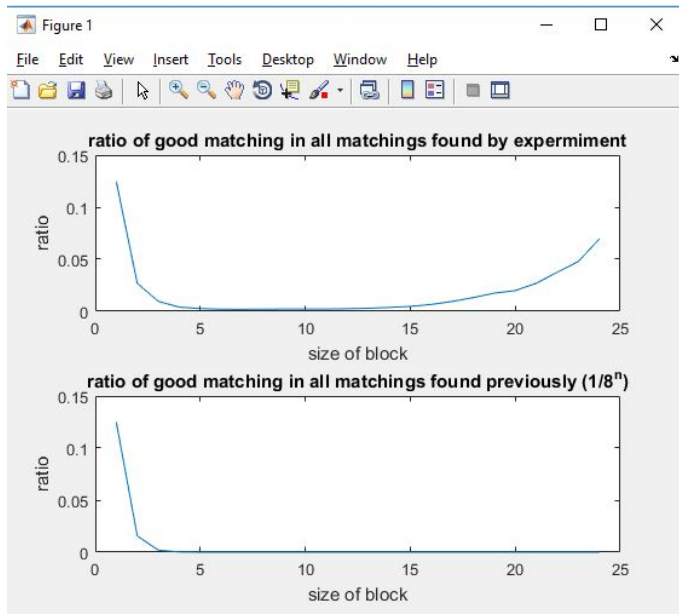 Figure 1
File Edit View Insert Tools Desktop Window Help
ratio of good matching in all matchings found by expermiment
0.15
0.1
0.05
0
ratio
0 5 10 15 20 25
size of block
ratio of good matching in all matchings found previously (1/8^n)
0.15
0.1
0.05
0
ratio
0 5 10 15 20 25
size of block